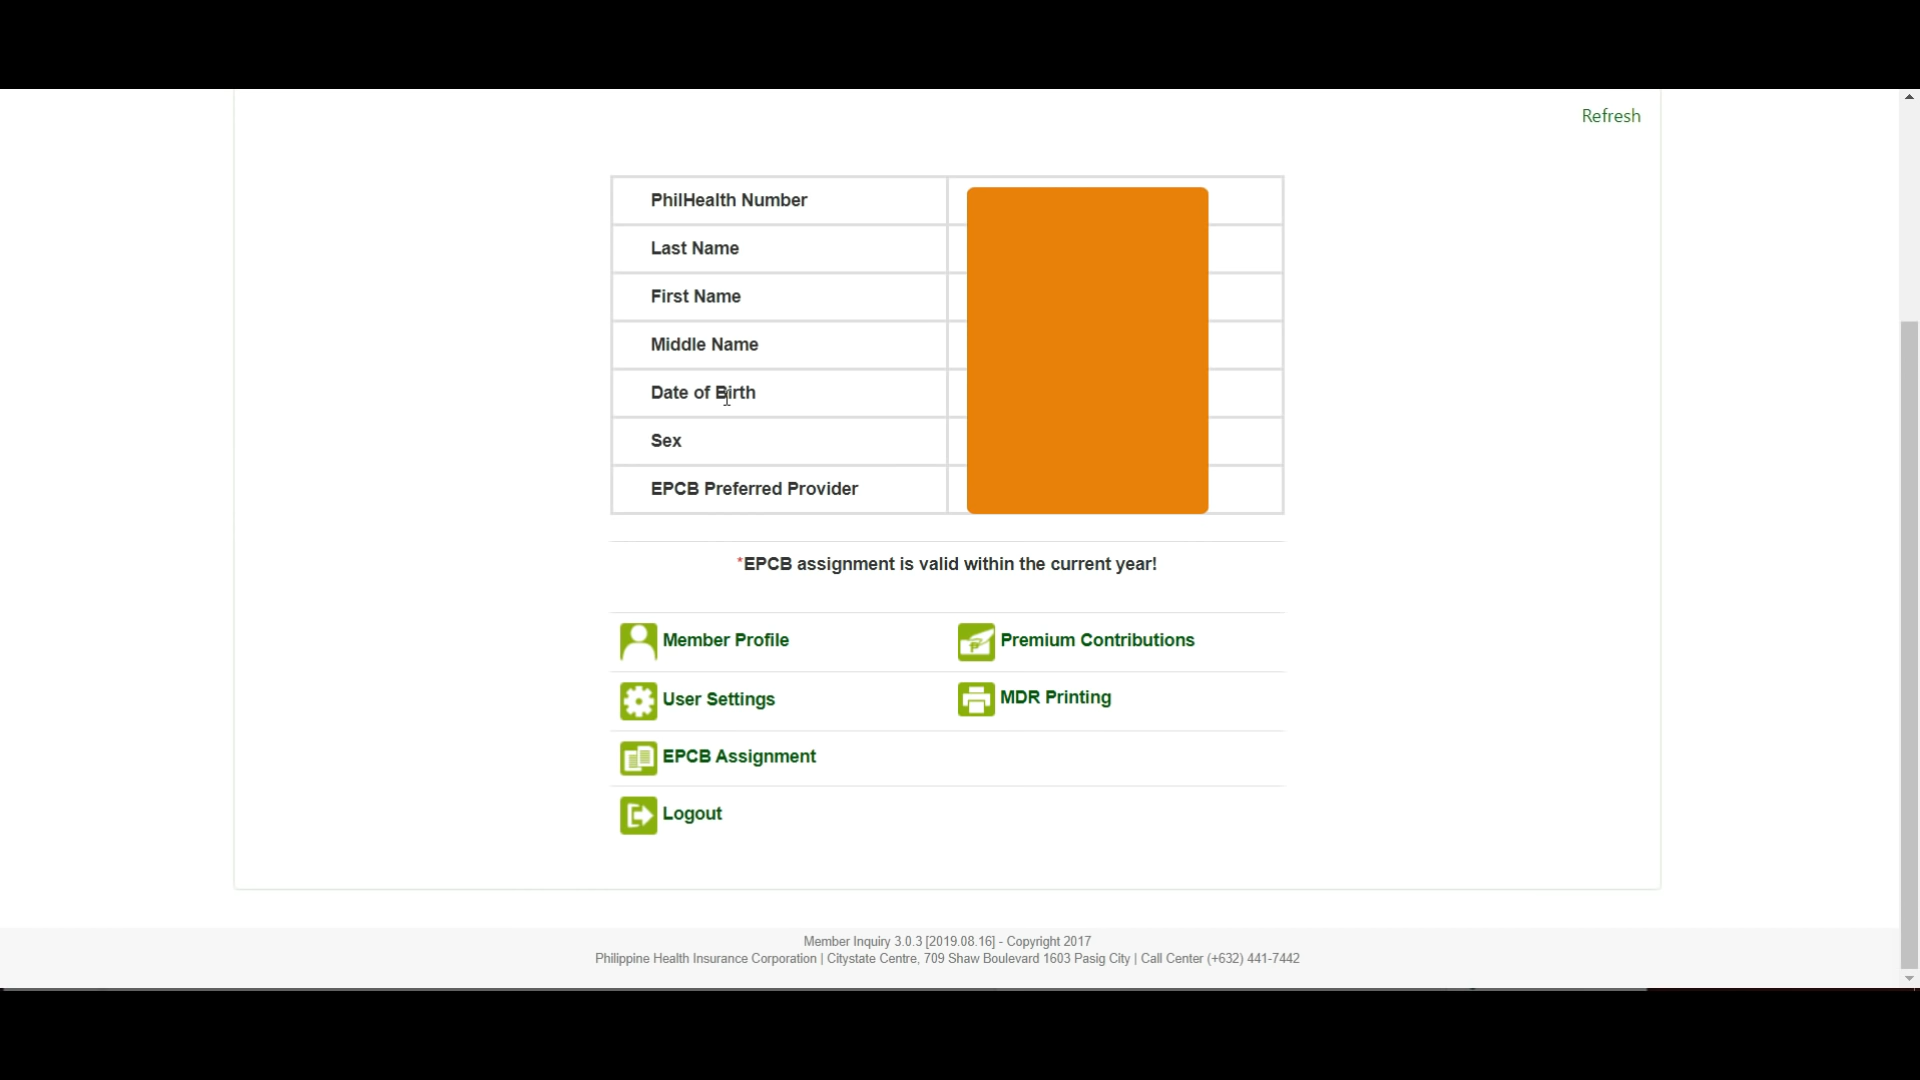 Refresh
PhilHealth Number
Last Name
First Name
Middle Name
Date of Birth
Sex
EPCB Preferred Provider
*EPCB assignment is valid within the current year!
Member Profile
Premium Contributions
User Settings
MDR Printing
EPCB Assignment
Logout
Member Inquiry 3.0.3 [2019.08.16] - Copyright 2017
Philippine Health Insurance Corporation | Citystate Centre, 709 Shaw Boulevard 1603 Pasig City | Call Center (+632) 441-7442